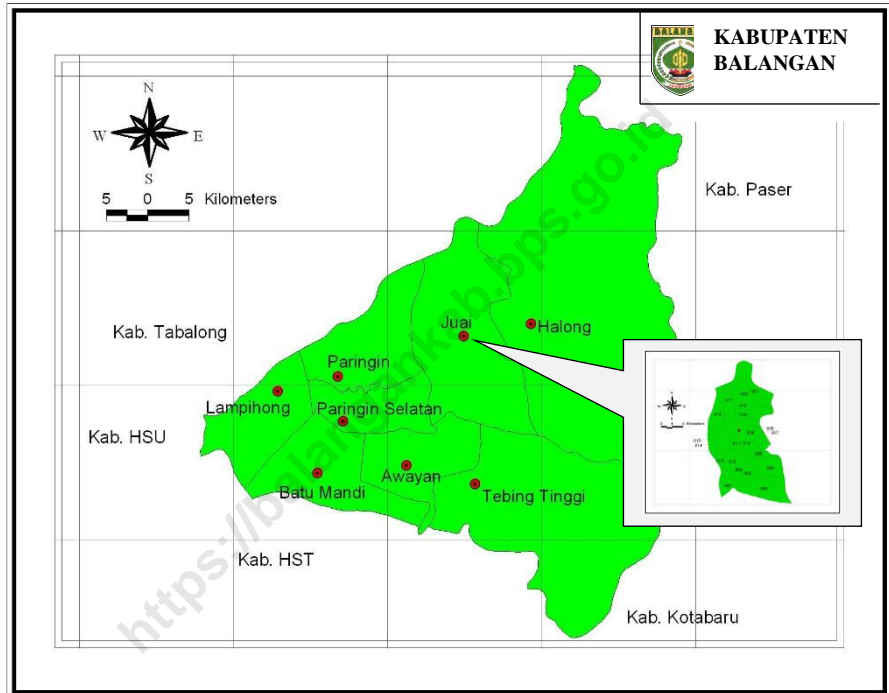 KABUPATEN
BALANGAN
BALANGAN
N
W E
S
5 0 5 Kilometers
Kab. Paser
Kab. Tabalong
Juai
Halong
Paringin
Lampihong
Paringin Selatan
Kab. HSU
Awayan
Batu Mandi
Tebing Tinggi
Kab. HST
Kab. Kotabaru
https://balangankab.bps.go.id